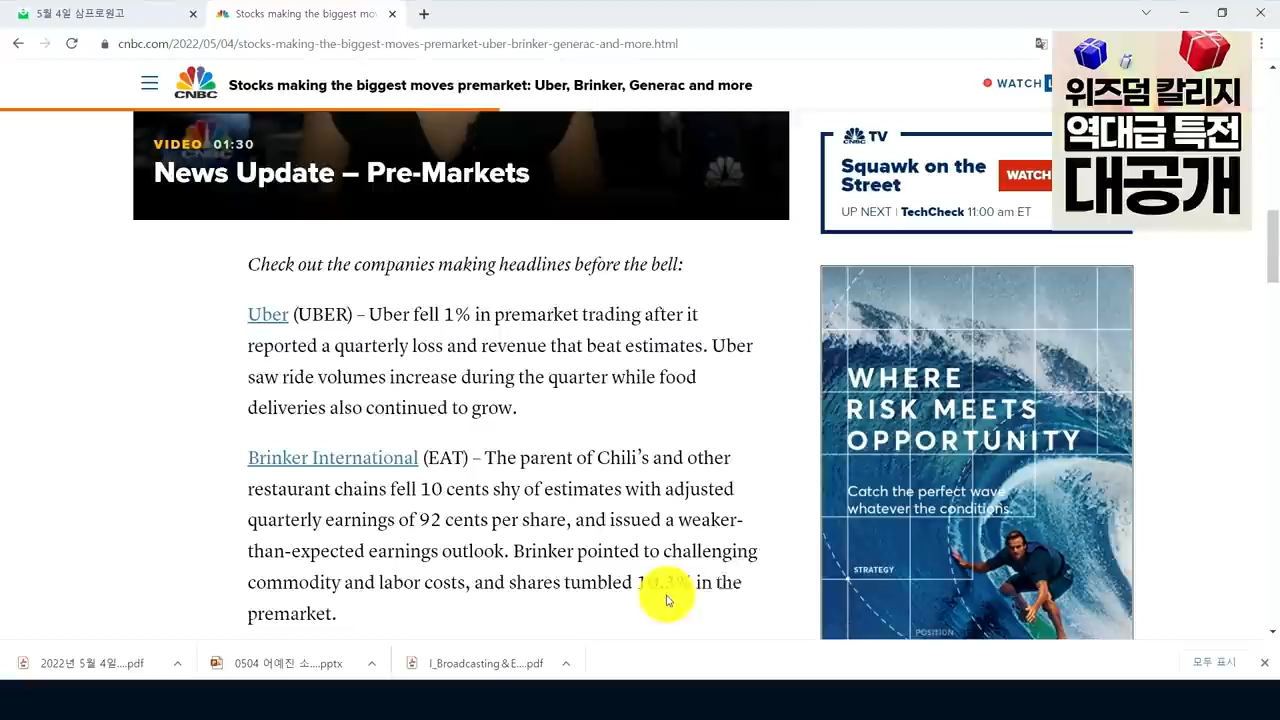 5월 4일 삼프로원고
Stocks making the biggest mov
cnbc.com/2022/05/04/stocks-making-the-biggest-moves-premarket-uber-brinker-generac-and-more.html
CNBC
Stocks making the biggest moves premarket: Uber, Brinker, Generac and more
WATCH
위즈덤 칼리지
역대급 특전
대공개
VIDEO 01:30
News Update – Pre-Markets
CNBC TV
Squawk on the
Street
WATCH
UP NEXT | TechCheck 11:00 am ET
Check out the companies making headlines before the bell:
Uber (UBER) – Uber fell 1% in premarket trading after it
reported a quarterly loss and revenue that beat estimates. Uber
saw ride volumes increase during the quarter while food
deliveries also continued to grow.
Brinker International (EAT) – The parent of Chili’s and other
restaurant chains fell 10 cents shy of estimates with adjusted
quarterly earnings of 92 cents per share, and issued a weaker-
than-expected earnings outlook. Brinker pointed to challenging
commodity and labor costs, and shares tumbled 10.3% in the
premarket.
WHERE
RISK MEETS
OPPORTUNITY
Catch the perfect wave
whatever the conditions.
STRATEGY
POSITION
2022년 5월 4일....pdf
0504 어예진 소....pptx
I_Broadcasting&E....pdf
모두 표시